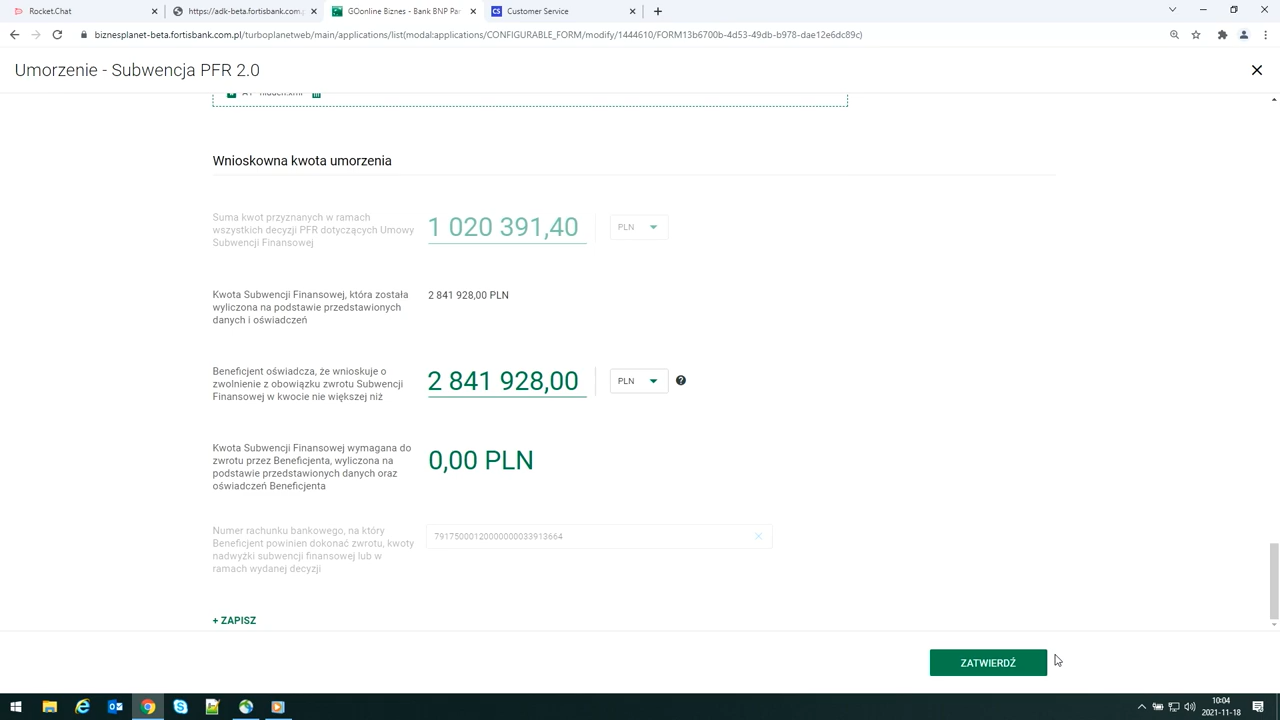 Rocket.Chat
https://adk-beta.fortisbank.com.p
GOonline Biznes - Bank BNP Par
Customer Service
biznesplanet-beta.fortisbank.com.pl/turboplanetweb/main/applications/list(modal:applications/CONFIGURABLE_FORM/modify/1444610/FORM13b6700b-4d53-49db-b978-dae12e6dc89c)
Umorzenie - Subwencja PFR 2.0
Wnioskowna kwota umorzenia
Suma kwot przyznanych w ramach
wszystkich decyzji PFR dotyczących Umowy
Subwencji Finansowej
1 020 391,40
PLN
Kwota Subwencji Finansowej, która została
wyliczona na podstawie przedstawionych
danych i oświadczeń
2 841 928,00 PLN
Beneficjent oświadcza, że wnioskuje o
zwolnienie z obowiązku zwrotu Subwencji
Finansowej w kwocie nie większej niż
2 841 928,00
PLN
Kwota Subwencji Finansowej wymagana do
zwrotu przez Beneficjenta, wyliczona na
podstawie przedstawionych danych oraz
oświadczeń Beneficjenta
0,00 PLN
Numer rachunku bankowego, na który
Beneficjent powinien dokonać zwrotu, kwoty
nadwyżki subwencji finansowej lub w
ramach wydanej decyzji
79175000120000000033913664
+ ZAPISZ
ZATWIERDŹ
10:04
2021-11-18